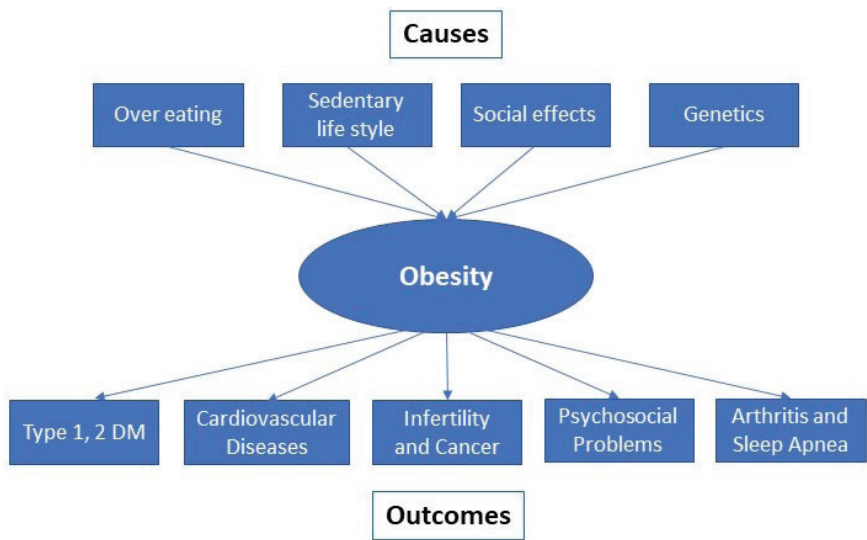 Causes
Over eating
Sedentary
life style
Social effects
Genetics
Obesity
Type 1, 2 DM
Cardiovascular
Diseases
Infertility
and Cancer
Psychosocial
Problems
Arthritis and
Sleep Apnea
Outcomes